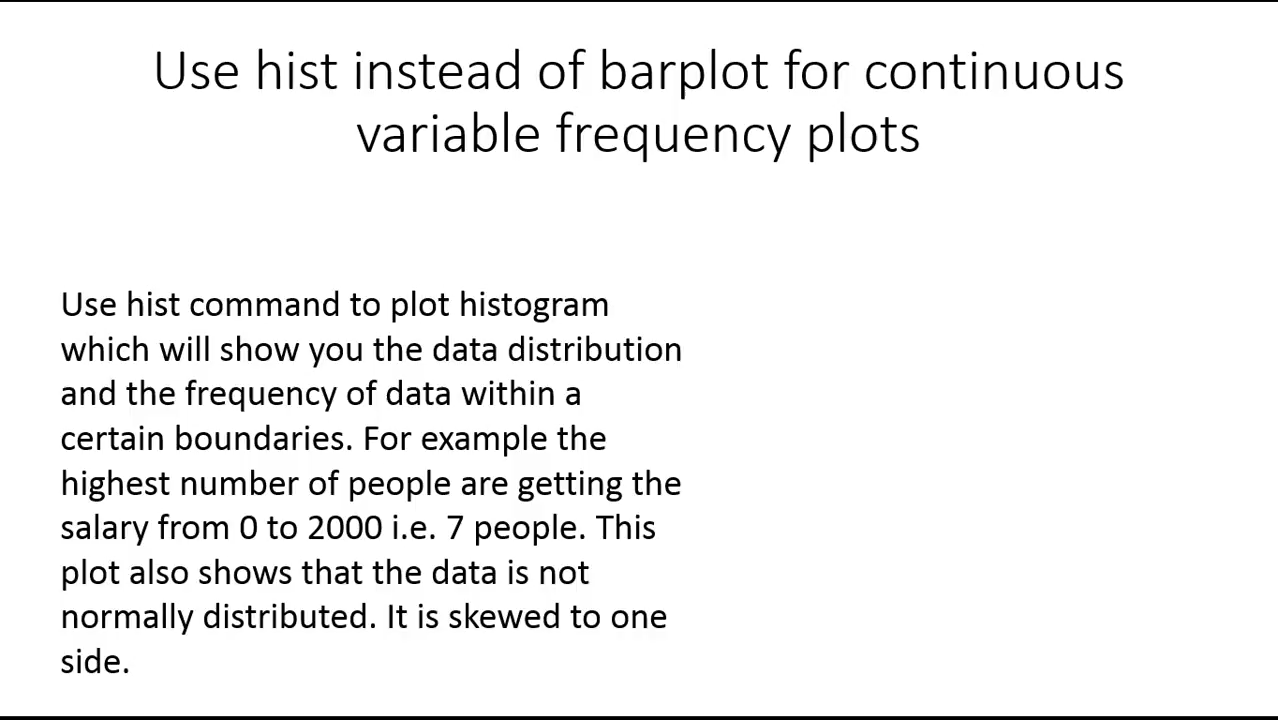 Use hist instead of barplot for continuous
variable frequency plots
Use hist command to plot histogram
which will show you the data distribution
and the frequency of data within a
certain boundaries. For example the
highest number of people are getting the
salary from 0 to 2000 i.e. 7 people. This
plot also shows that the data is not
normally distributed. It is skewed to one
side.